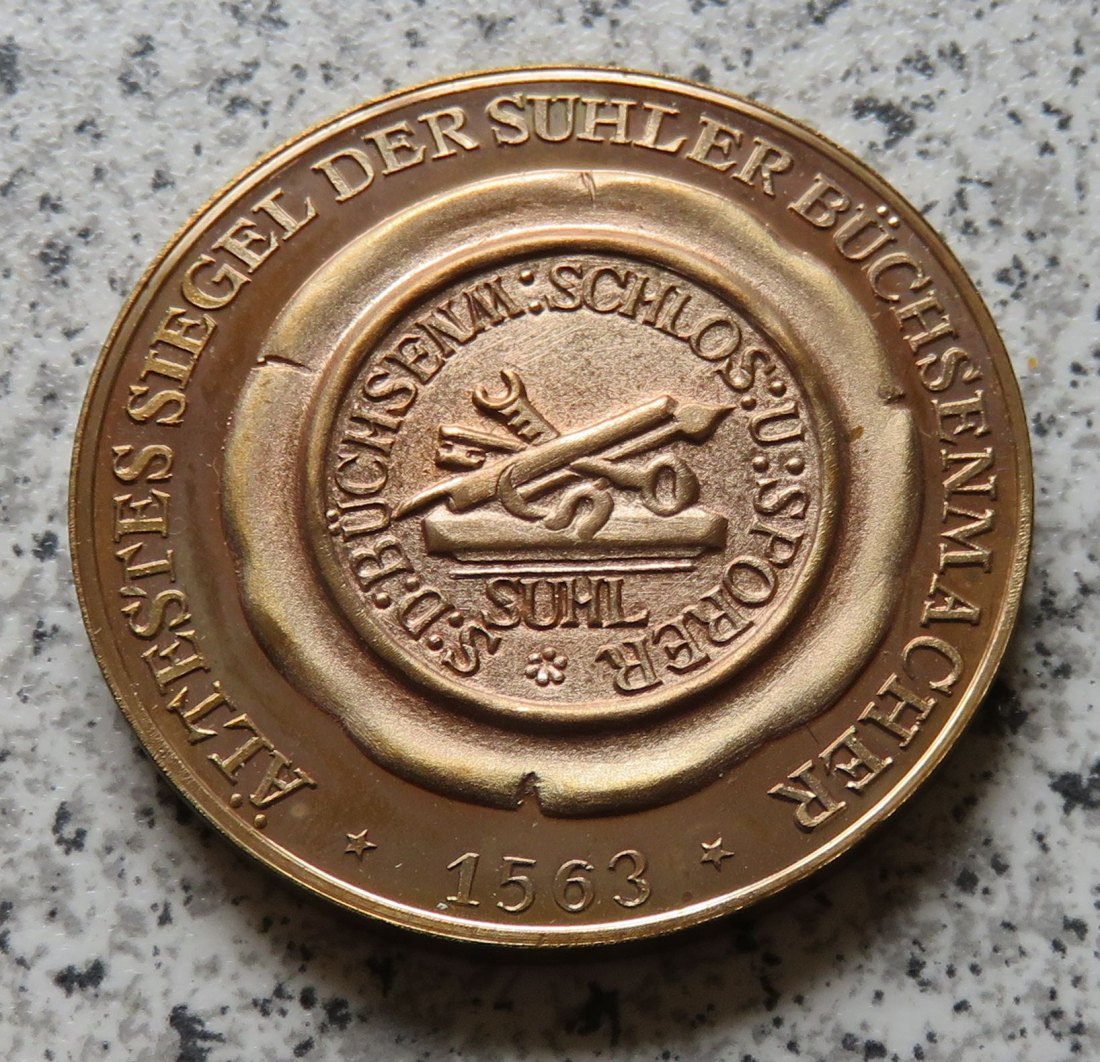 ÄLTESTES SIEGEL DER SUHLER BÜCHSENMACHER
1563
S:D:BÜCHSENM:SCHLOS:U:SPORER
SUHL